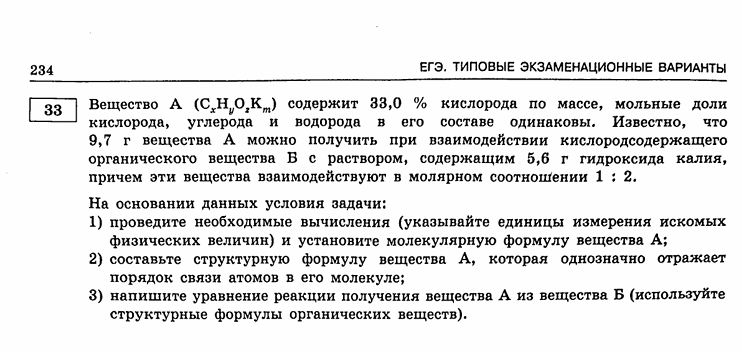 234
ЕГЭ. ТИПОВЫЕ ЭКЗАМЕНАЦИОННЫЕ ВАРИАНТЫ
33
Вещество А (CₓHᵧO_zK_m) содержит 33,0 % кислорода по массе, мольные доли
кислорода, углерода и водорода в его составе одинаковы. Известно, что
9,7 г вещества А можно получить при взаимодействии кислородсодержащего
органического вещества Б с раствором, содержащим 5,6 г гидроксида калия,
причем эти вещества взаимодействуют в молярном соотношении 1 : 2.
На основании данных условия задачи:
1) проведите необходимые вычисления (указывайте единицы измерения искомых
физических величин) и установите молекулярную формулу вещества А;
2) составьте структурную формулу вещества А, которая однозначно отражает
порядок связи атомов в его молекуле;
3) напишите уравнение реакции получения вещества А из вещества Б (используйте
структурные формулы органических веществ).